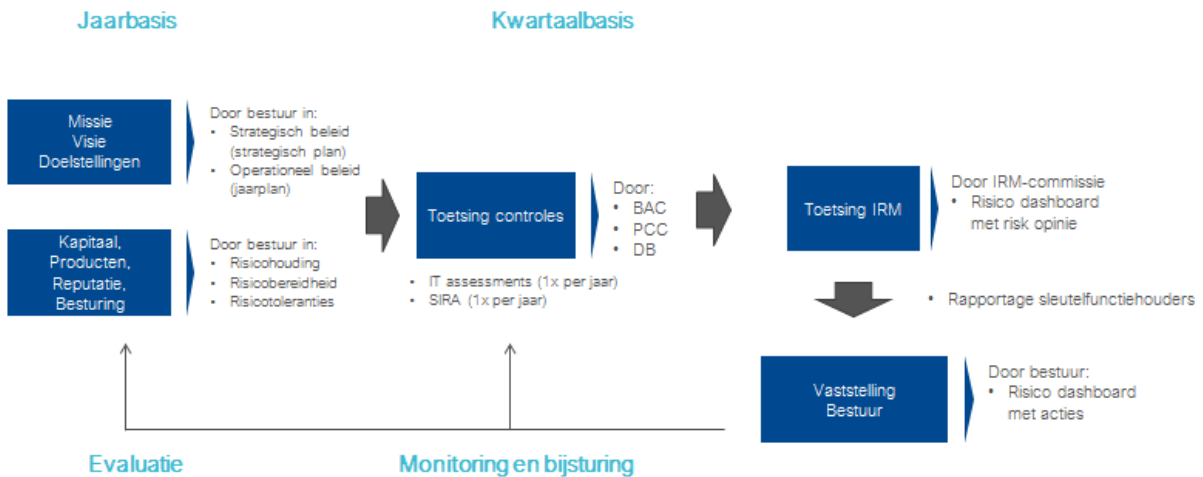 Jaarbasis
Kwartaalbasis
Missie
Visie
Doelstellingen
Door bestuur in:
• Strategisch beleid
(strategisch plan)
• Operationeel beleid
(jaarplan)
Kapitaal,
Producten,
Reputatie,
Besturing
Door bestuur in:
• Risicohouding
• Risicobereidheid
• Risicotoleranties
Toetsing controles
Door:
• BAC
• PCC
• DB
• IT assessments (1x per jaar)
• SIRA (1x per jaar)
Toetsing IRM
Door IRM-commissie
• Risico dashboard
met risk opinie
• Rapportage sleutelfunctiehouders
Vaststelling
Bestuur
Door bestuur:
• Risico dashboard
met acties
Evaluatie
Monitoring en bijsturing